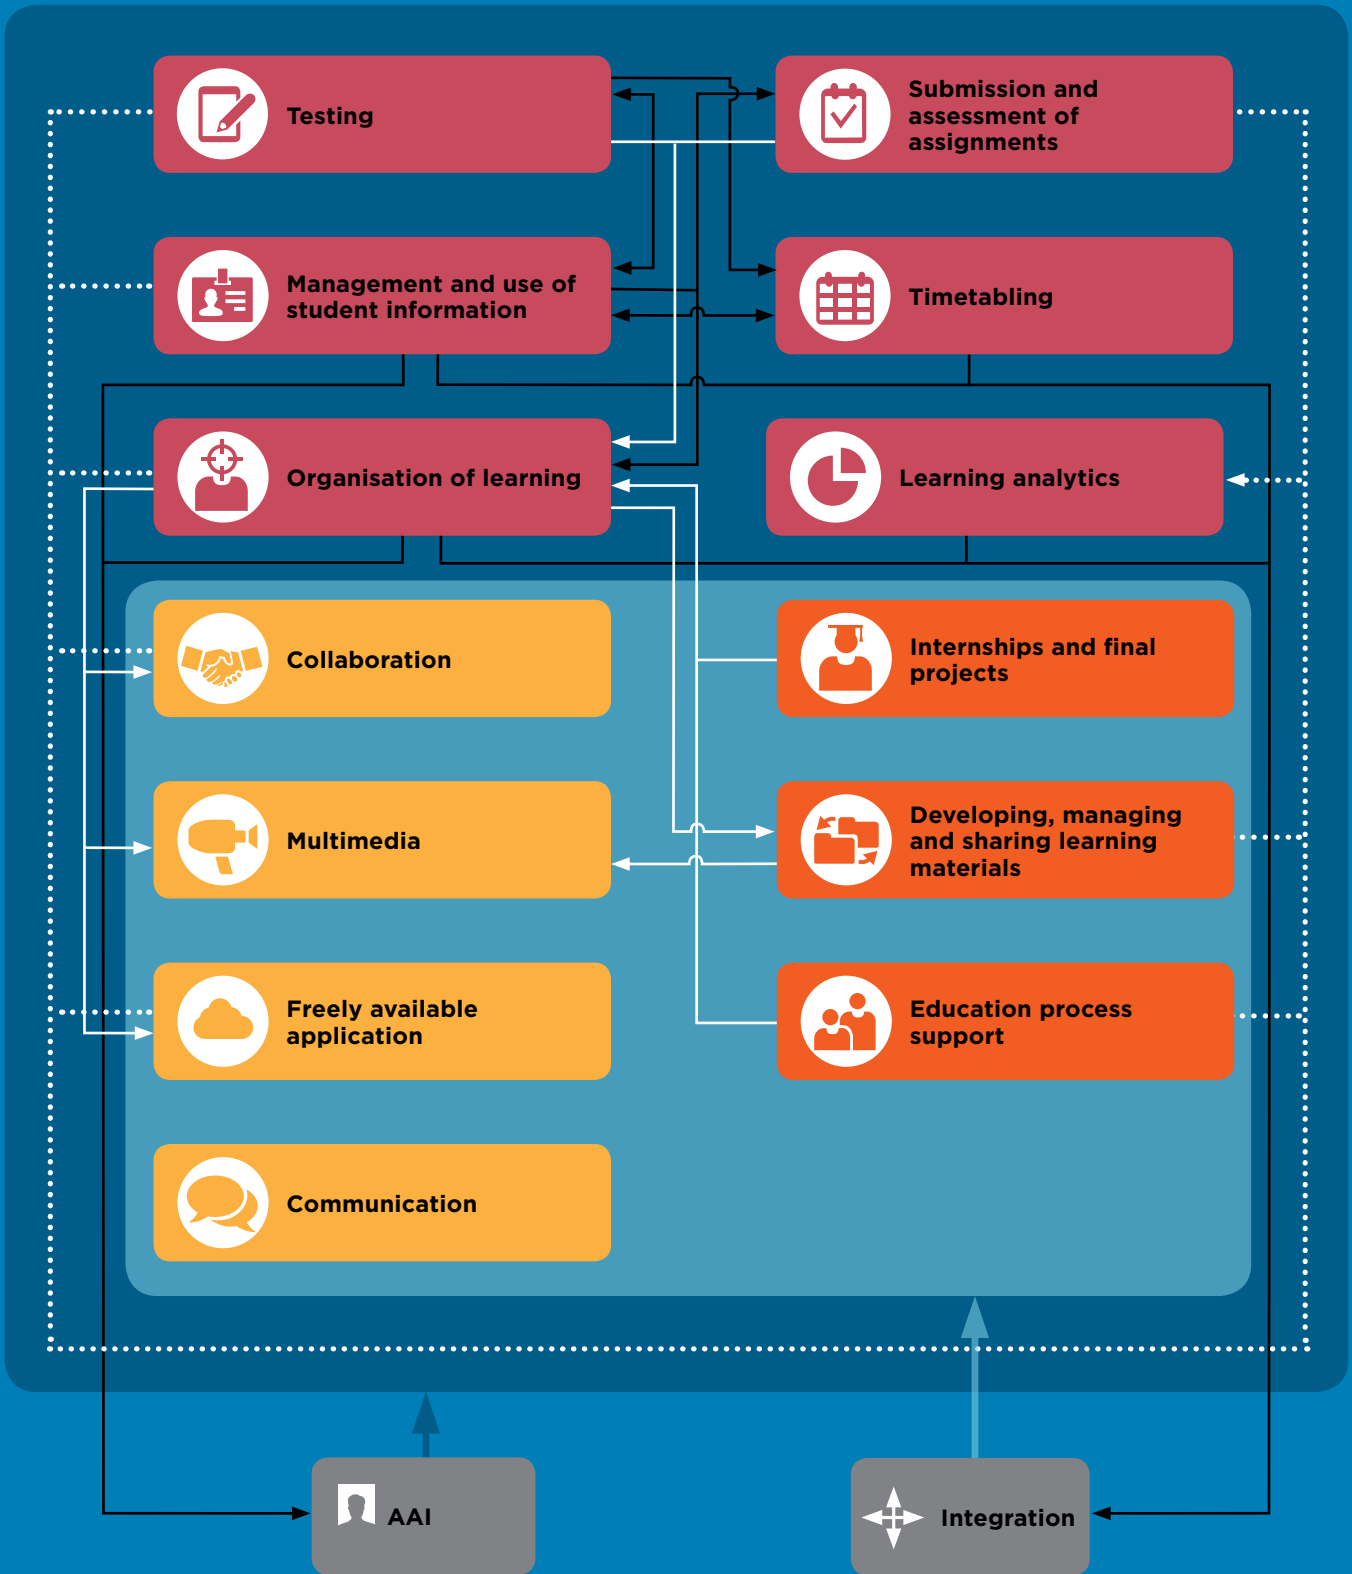 Testing
Submission and
assessment of
assignments
Management and use of
student information
Timetabling
Organisation of learning
Learning analytics
Collaboration
Internships and final
projects
Multimedia
Developing, managing
and sharing learning
materials
Freely available
application
Education process
support
Communication
AAI
Integration